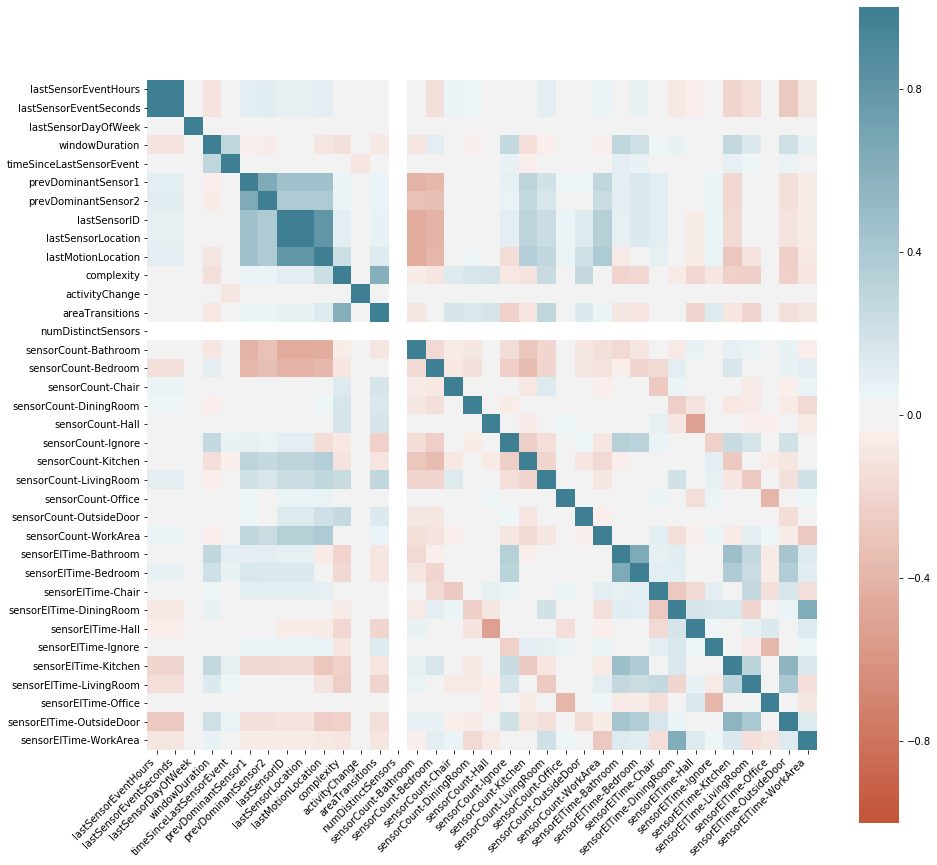 lastSensorEventHours
lastSensorEventSeconds
lastSensorDayOfWeek
windowDuration
timeSinceLastSensorEvent
prevDominantSensor1
prevDominantSensor2
lastSensorID
lastSensorLocation
lastMotionLocation
complexity
activityChange
areaTransitions
numDistinctSensors
sensorCount-Bathroom
sensorCount-Bedroom
sensorCount-Chair
sensorCount-DiningRoom
sensorCount-Hall
sensorCount-Ignore
sensorCount-Kitchen
sensorCount-LivingRoom
sensorCount-Office
sensorCount-OutsideDoor
sensorCount-WorkArea
sensorElTime-Bathroom
sensorElTime-Bedroom
sensorElTime-Chair
sensorElTime-DiningRoom
sensorElTime-Hall
sensorElTime-Ignore
sensorElTime-Kitchen
sensorElTime-LivingRoom
sensorElTime-Office
sensorElTime-OutsideDoor
sensorElTime-WorkArea
lastSensorEventHours
lastSensorEventSeconds
lastSensorDayOfWeek
windowDuration
timeSinceLastSensorEvent
prevDominantSensor1
prevDominantSensor2
lastSensorID
lastSensorLocation
lastMotionLocation
complexity
activityChange
areaTransitions
numDistinctSensors
sensorCount-Bathroom
sensorCount-Bedroom
sensorCount-Chair
sensorCount-DiningRoom
sensorCount-Hall
sensorCount-Ignore
sensorCount-Kitchen
sensorCount-LivingRoom
sensorCount-Office
sensorCount-OutsideDoor
sensorCount-WorkArea
sensorElTime-Bathroom
sensorElTime-Bedroom
sensorElTime-Chair
sensorElTime-DiningRoom
sensorElTime-Hall
sensorElTime-Ignore
sensorElTime-Kitchen
sensorElTime-LivingRoom
sensorElTime-Office
sensorElTime-OutsideDoor
sensorElTime-WorkArea
0.8
0.4
0.0
−0.4
−0.8